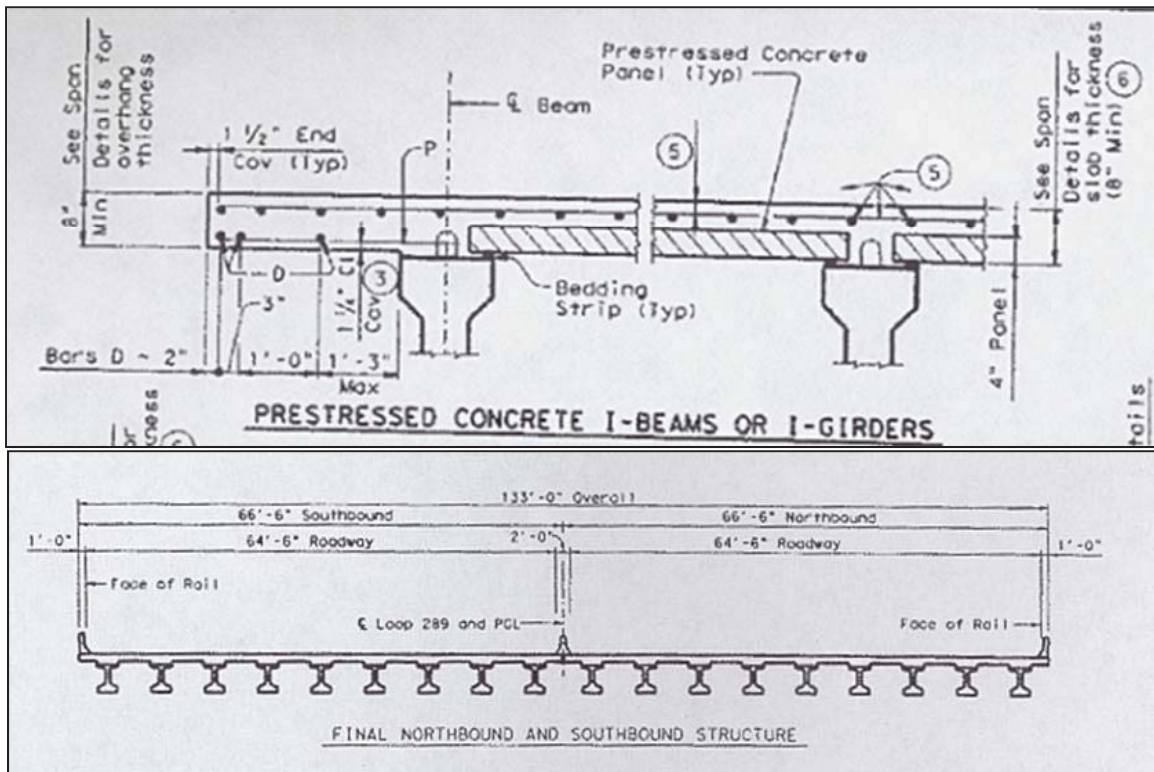 8" See Span
Min. Details for
overhang
thickness
1 1/2" End
Cov (Typ)
P
℄ Beam
Prestressed Concrete
Panel (Typ)
5
5
See Span
Details for
slab thickness
(8" Min) 6
D
3"
1 1/4" Cl
Cov
3
Bedding
Strip (Typ)
4" Panel
Bars D ~ 2"
1'-0"
1'-3"
Max
PRESTRESSED CONCRETE I-BEAMS OR I-GIRDERS
tails
133'-0" Overall
66'-6" Southbound
66'-6" Northbound
1'-0"
64'-6" Roadway
2'-0"
64'-6" Roadway
1'-0"
Face of Rail
℄ Loop 289 and PGL
Face of Rail
FINAL NORTHBOUND AND SOUTHBOUND STRUCTURE